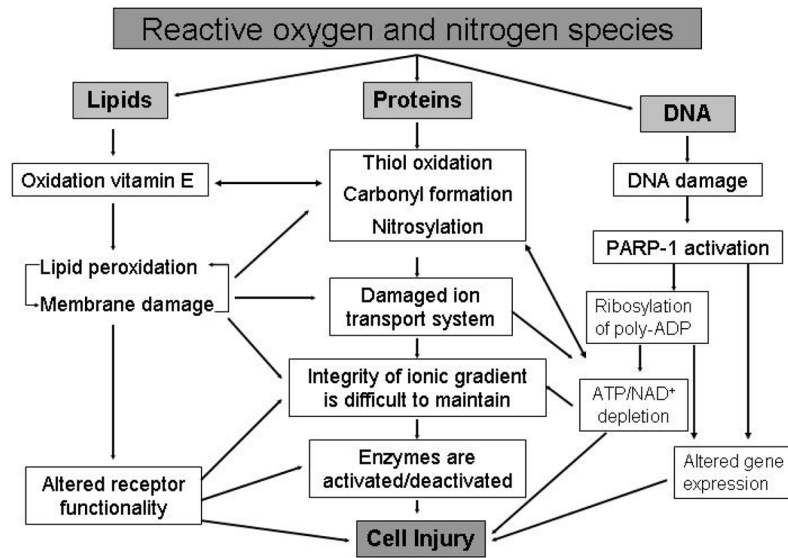 Reactive oxygen and nitrogen species
Lipids
Proteins
DNA
Oxidation vitamin E
Thiol oxidation
Carbonyl formation
Nitrosylation
DNA damage
PARP-1 activation
Lipid peroxidation
Membrane damage
Damaged ion
transport system
Ribosylation
of poly-ADP
Integrity of ionic gradient
is difficult to maintain
ATP/NAD⁺
depletion
Altered receptor
functionality
Enzymes are
activated/deactivated
Altered gene
expression
Cell Injury